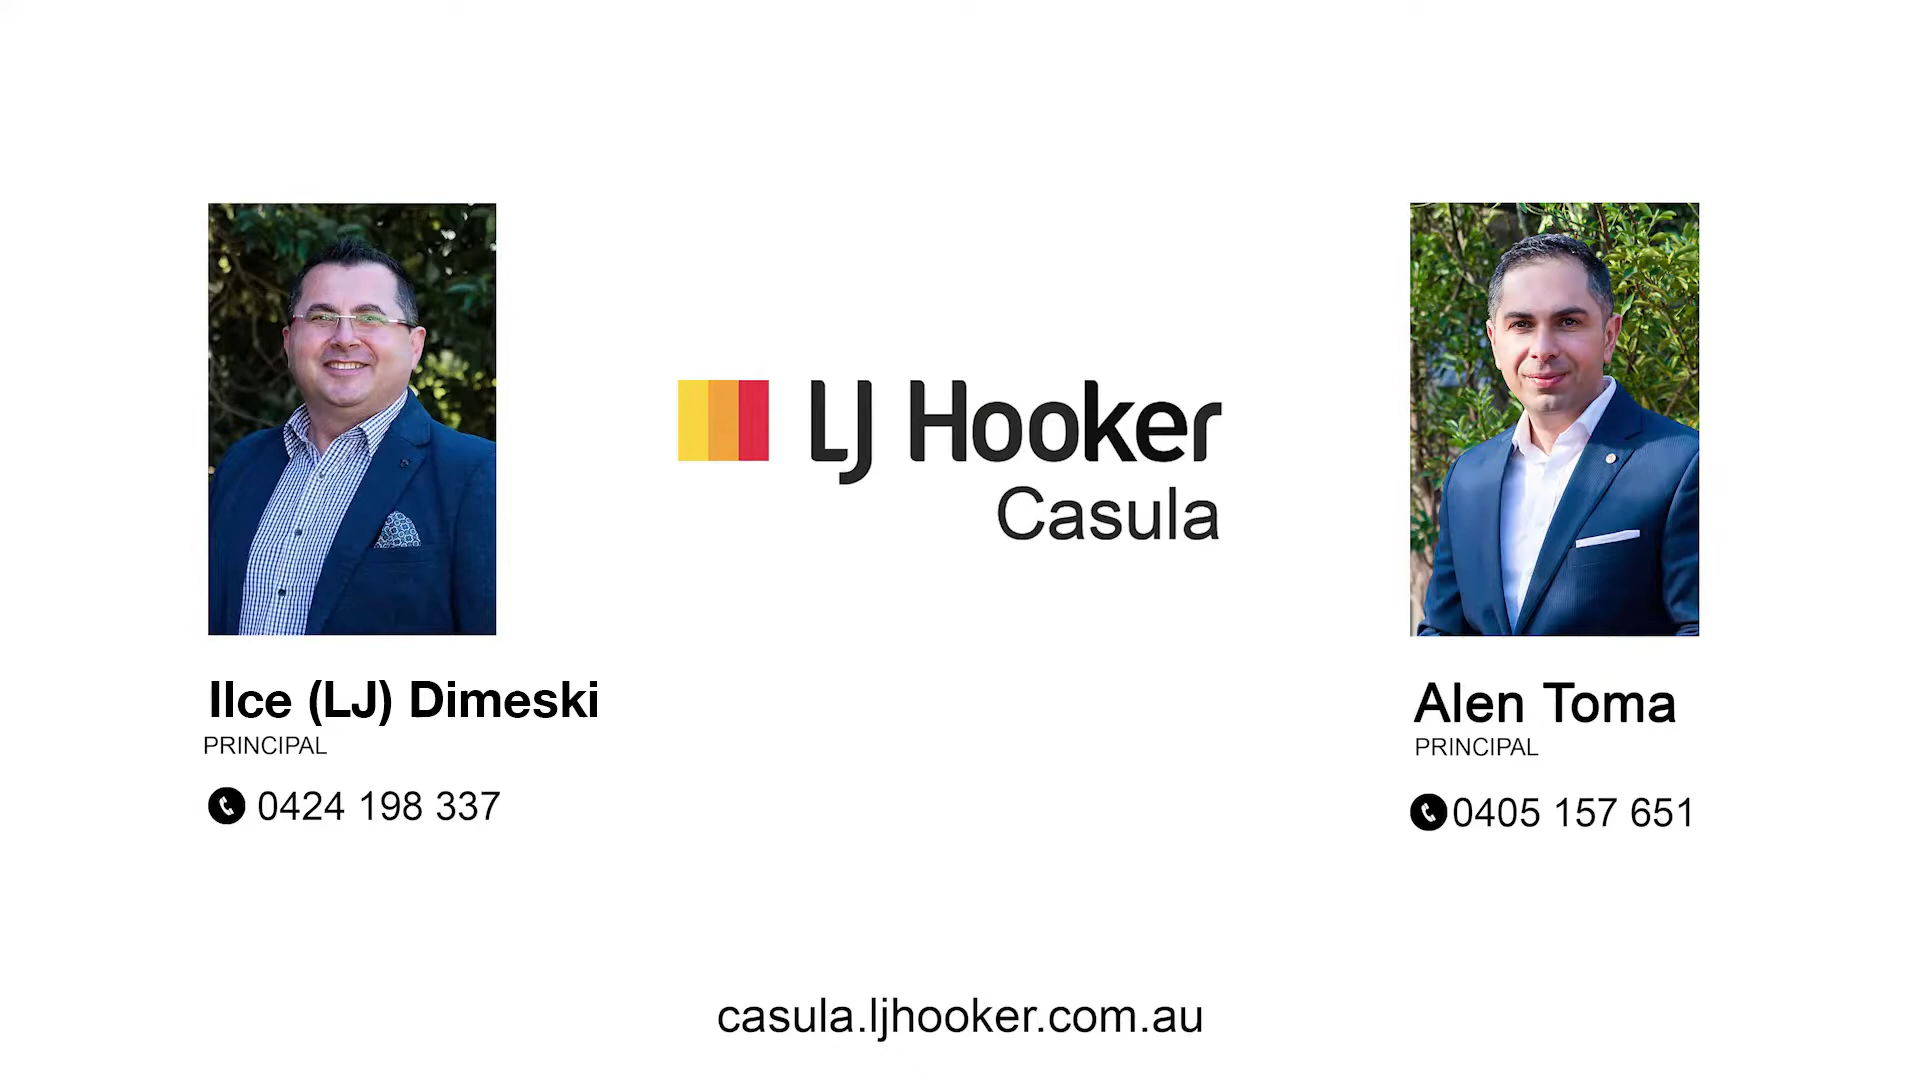 LJ Hooker
Casula
Ilce (LJ) Dimeski
PRINCIPAL
0424 198 337
Alen Toma
PRINCIPAL
0405 157 651
casula.ljhooker.com.au